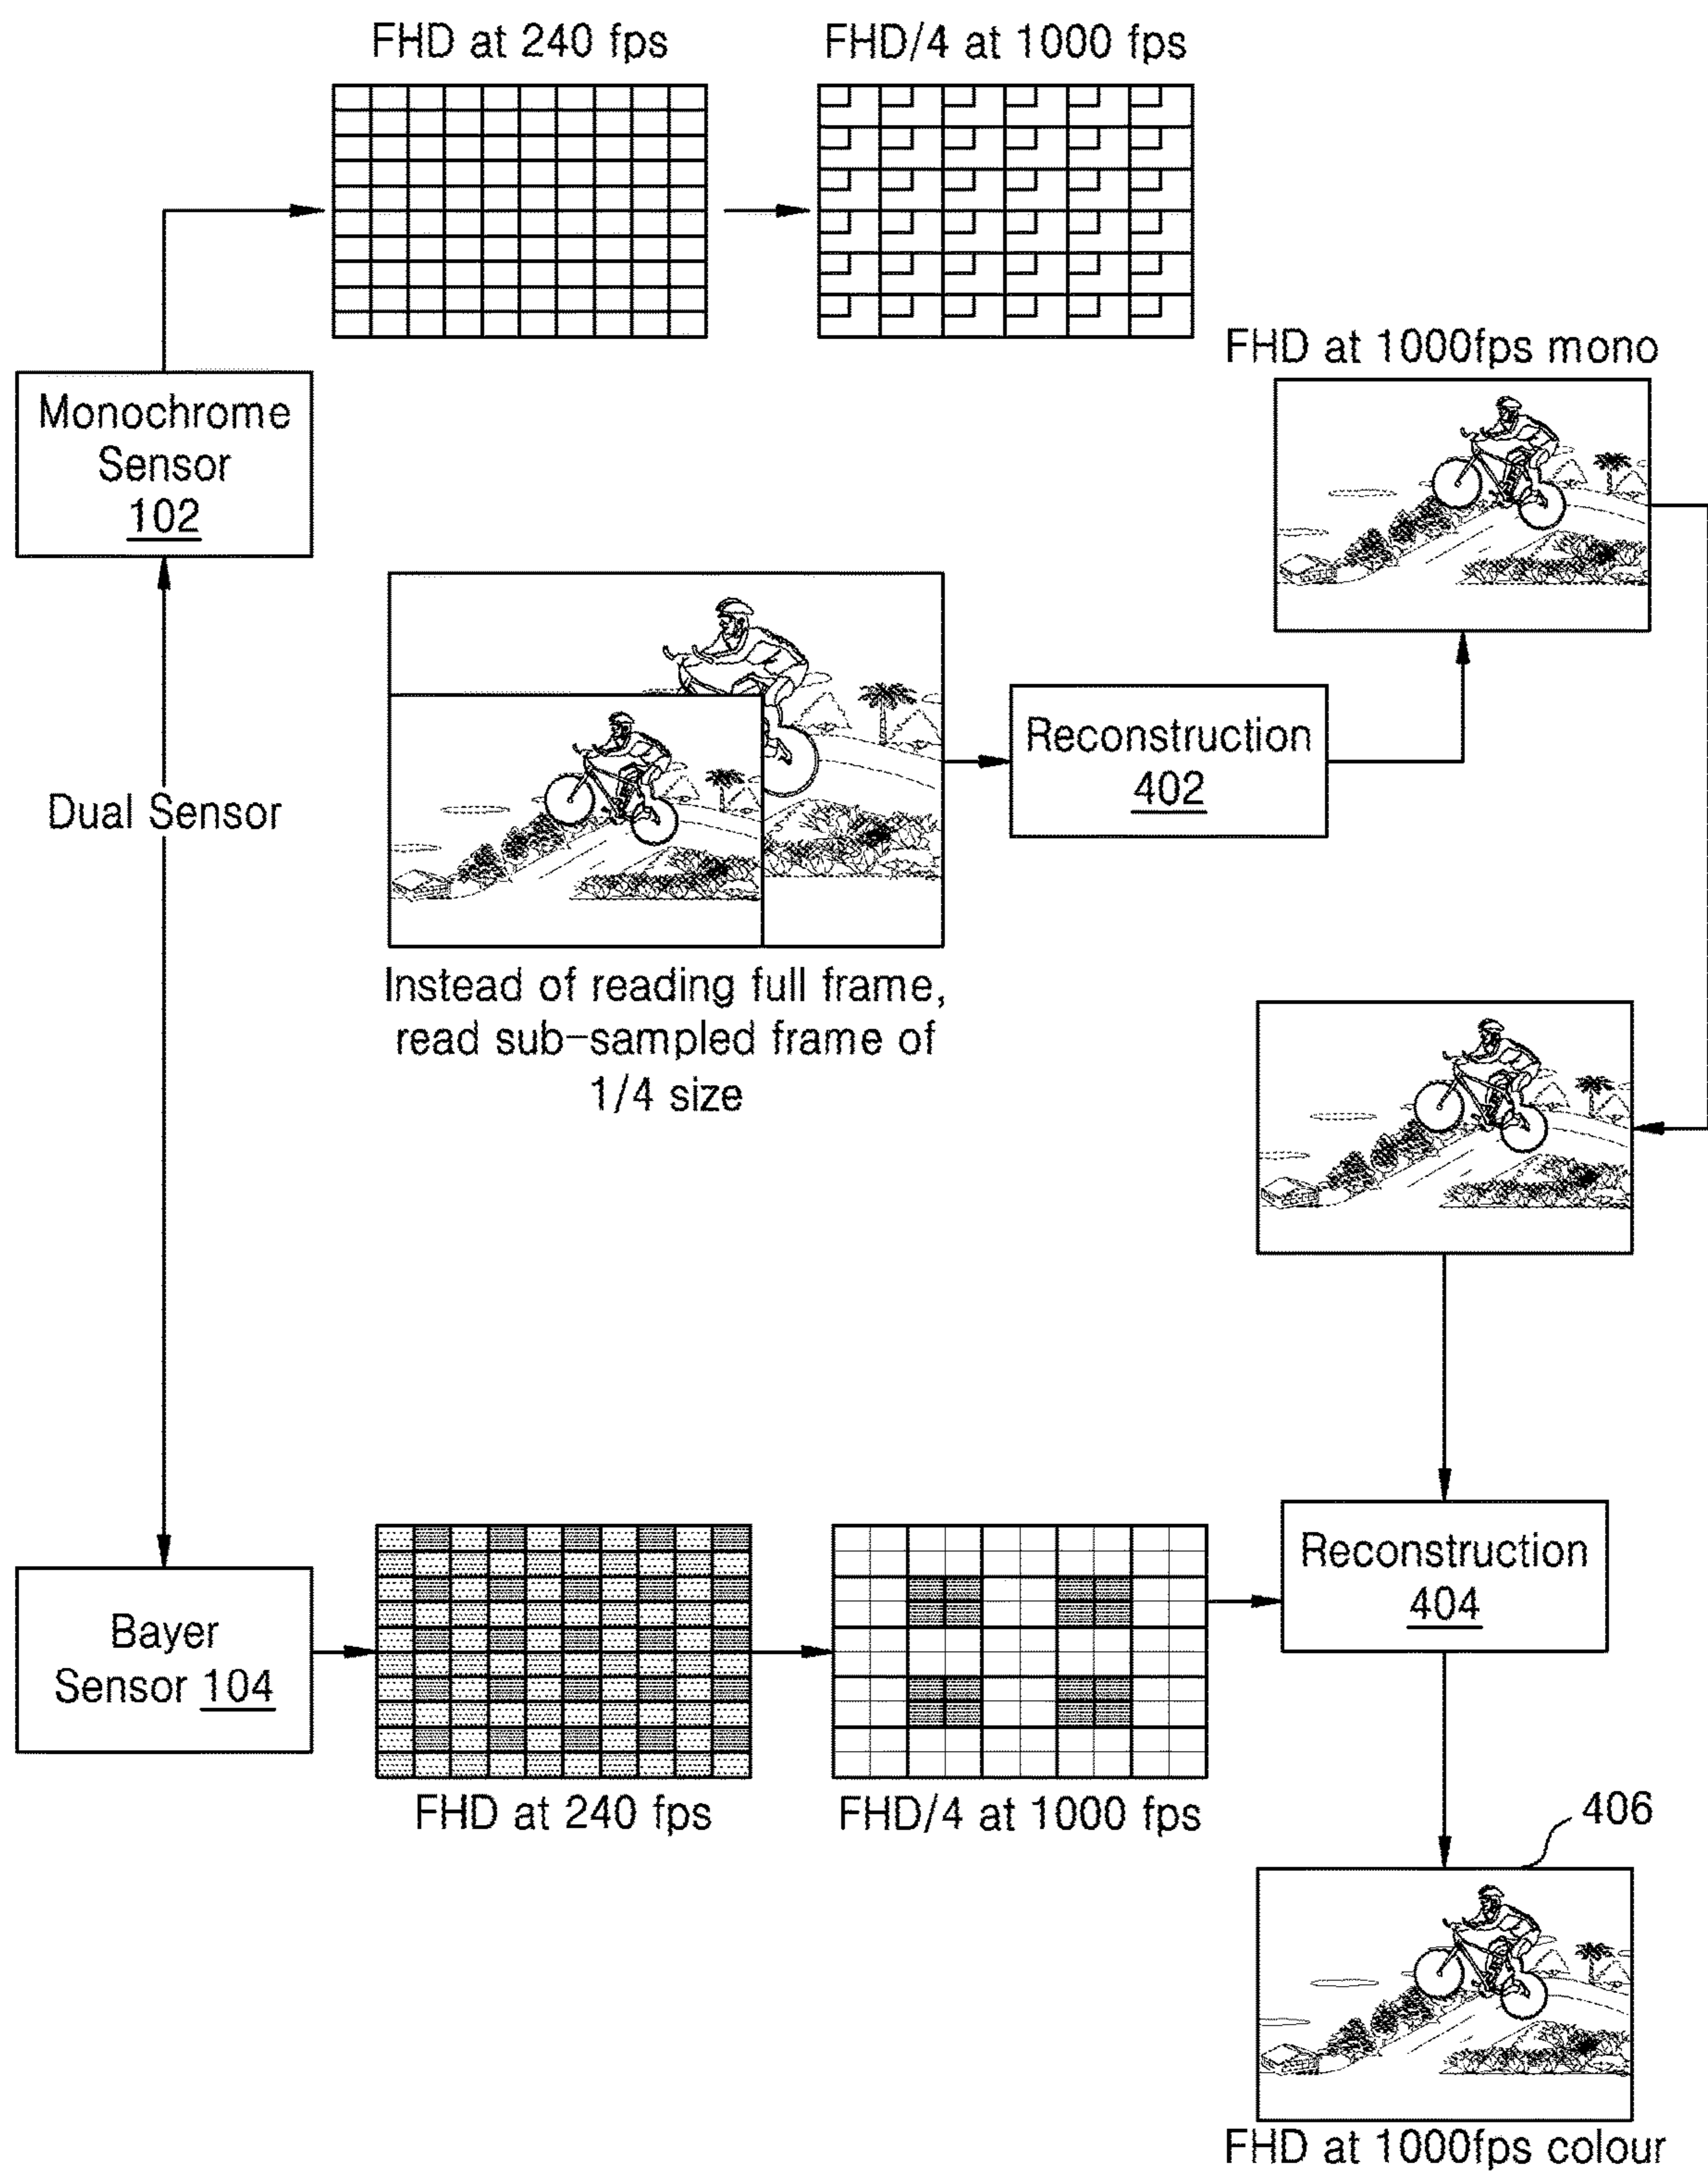 FHD at 240 fps
FHD/4 at 1000 fps
FHD at 1000fps mono
Monochrome
Sensor
102
Reconstruction
402
Dual Sensor
Instead of reading full frame,
read sub-sampled frame of
1/4 size
Reconstruction
404
Bayer
Sensor 104
FHD at 240 fps
FHD/4 at 1000 fps
406
FHD at 1000fps colour